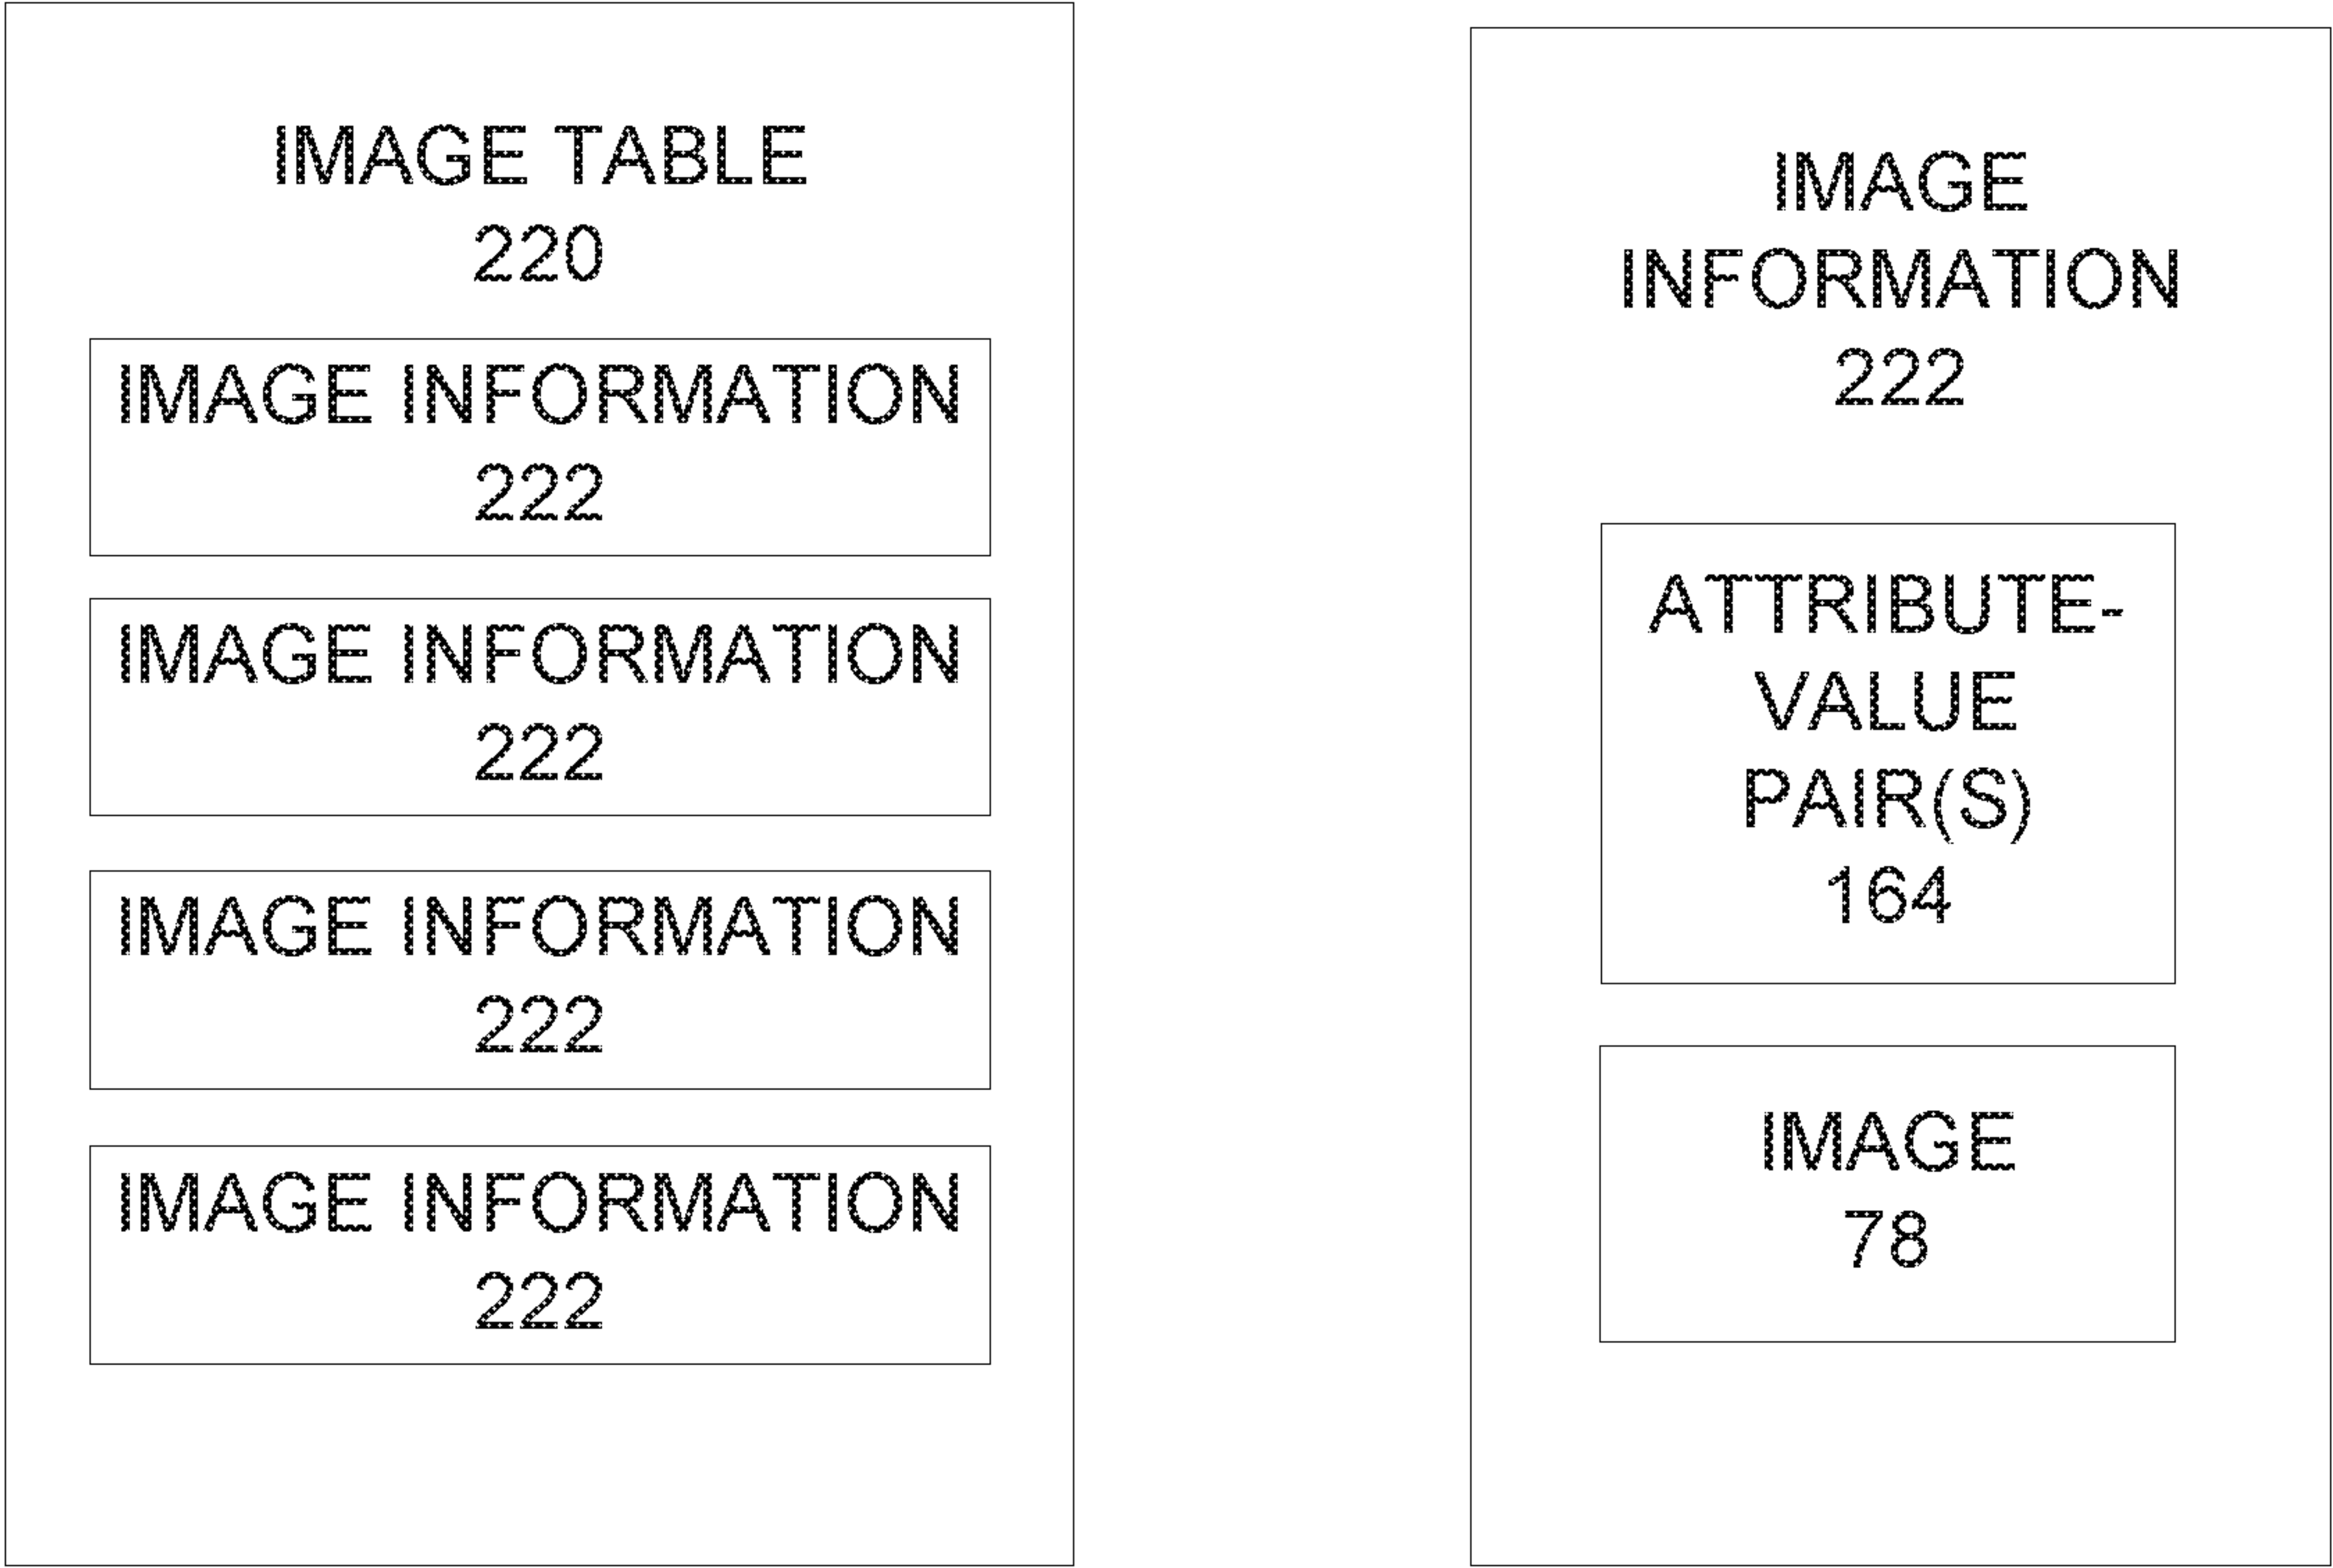 IMAGE TABLE
220
IMAGE INFORMATION
222
IMAGE INFORMATION
222
IMAGE INFORMATION
222
IMAGE INFORMATION
222
IMAGE
INFORMATION
222
ATTRIBUTE-
VALUE
PAIR(S)
164
IMAGE
78